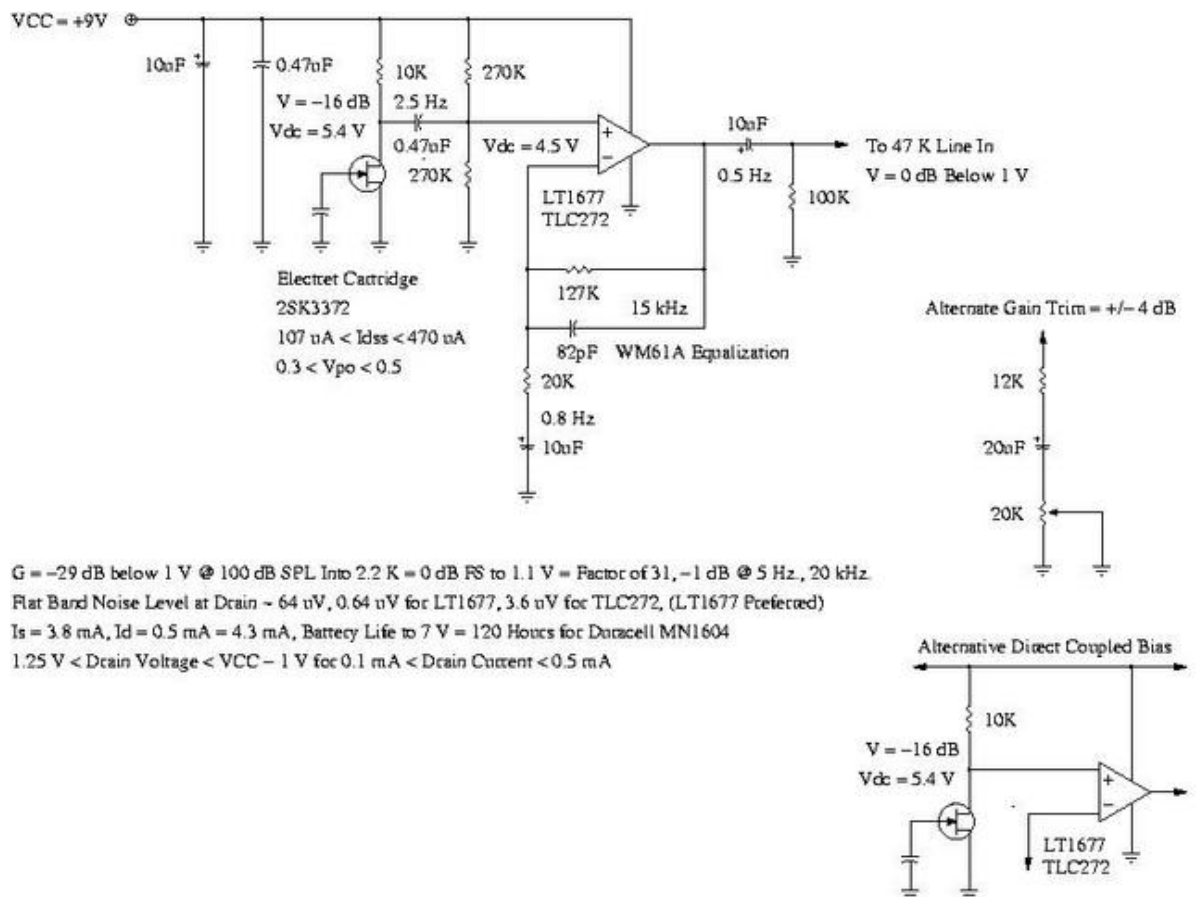 VCC = +9V
10uF
0.47uF
10K
270K
V = −16 dB
2.5 Hz
Vdc = 5.4 V
0.47uF
Vdc = 4.5 V
270K
10uF
To 47 K Line In
0.5 Hz
V = 0 dB Below 1 V
100K
+
−
LT1677
TLC272
Electret Cartridge
2SK3372
107 uA < Idss < 470 uA
0.3 < Vpo < 0.5
127K
15 kHz
82pF
WM61A Equalization
20K
0.8 Hz
10uF
Alternate Gain Trim = +/− 4 dB
12K
20uF
20K
G = −29 dB below 1 V @ 100 dB SPL Into 2.2 K = 0 dB FS to 1.1 V = Factor of 31, −1 dB @ 5 Hz., 20 kHz.
Flat Band Noise Level at Drain ~ 64 uV, 0.64 uV for LT1677, 3.6 uV for TLC272, (LT1677 Preferred)
Is = 3.8 mA, Id = 0.5 mA = 4.3 mA, Battery Life to 7 V = 120 Hours for Duracell MN1604
1.25 V < Drain Voltage < VCC − 1 V for 0.1 mA < Drain Current < 0.5 mA
Alternative Direct Coupled Bias
10K
V = −16 dB
Vdc = 5.4 V
+
−
LT1677
TLC272